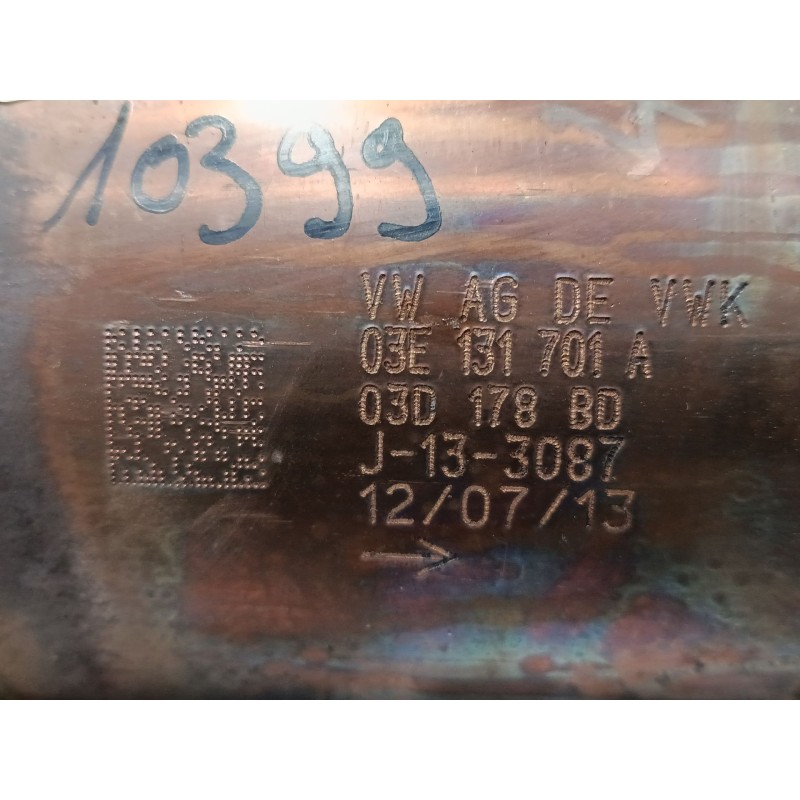 10399
VW AG DE VWK
03E 131 701 A
03D 178 BD
J-13-3087
12/07/13